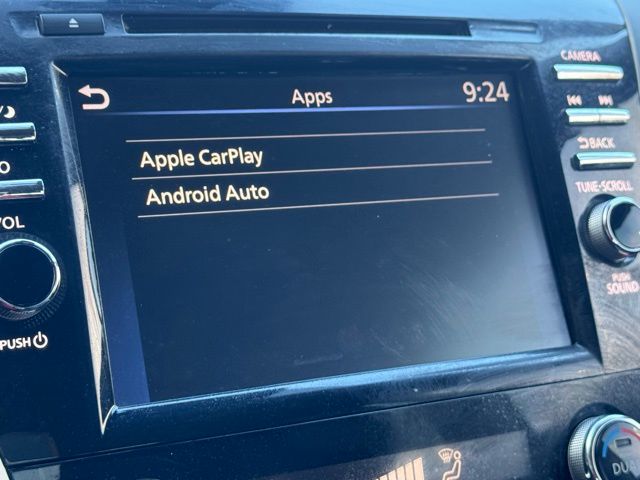 CAMERA
Apps
9:24
Apple CarPlay
Android Auto
BACK
TUNE·SCROLL
VOL
PUSH
SOUND
PUSH